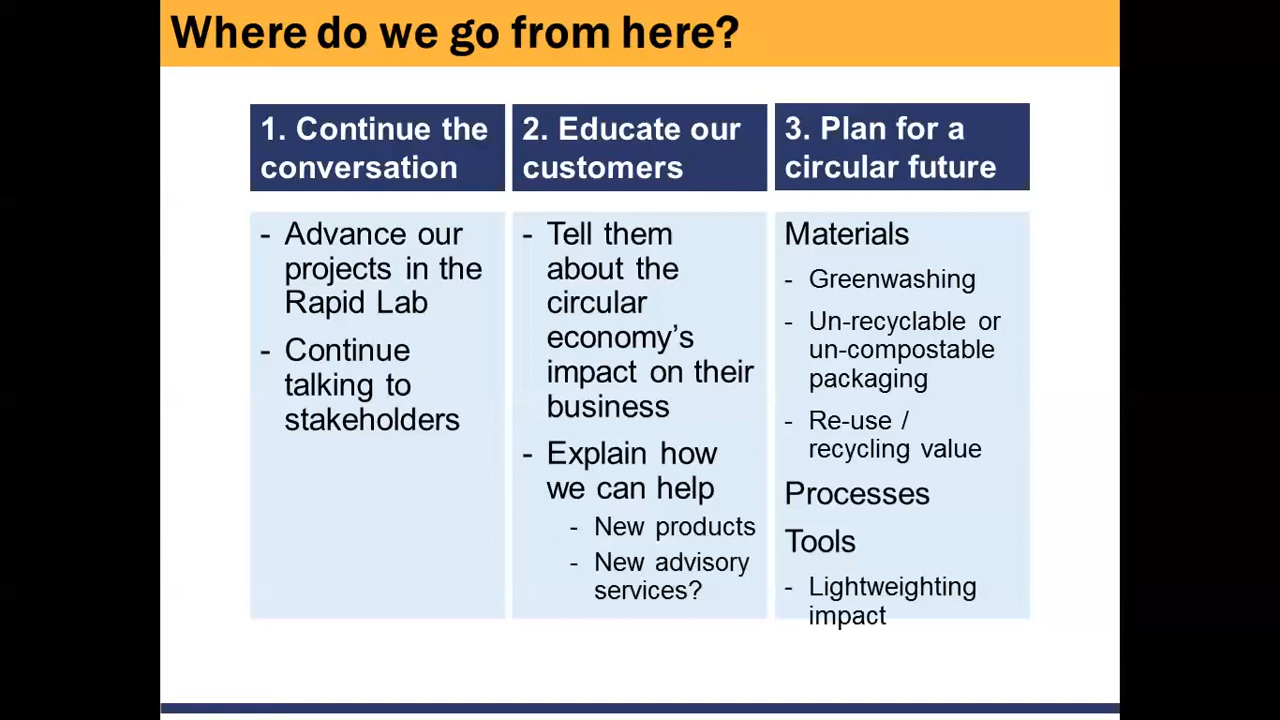 Where do we go from here?
1. Continue the
conversation
- Advance our
projects in the
Rapid Lab
- Continue
talking to
stakeholders
2. Educate our
customers
- Tell them
about the
circular
economy’s
impact on their
business
- Explain how
we can help
- New products
- New advisory
services?
3. Plan for a
circular future
Materials
- Greenwashing
- Un-recyclable or
un-compostable
packaging
- Re-use /
recycling value
Processes
Tools
- Lightweighting
impact